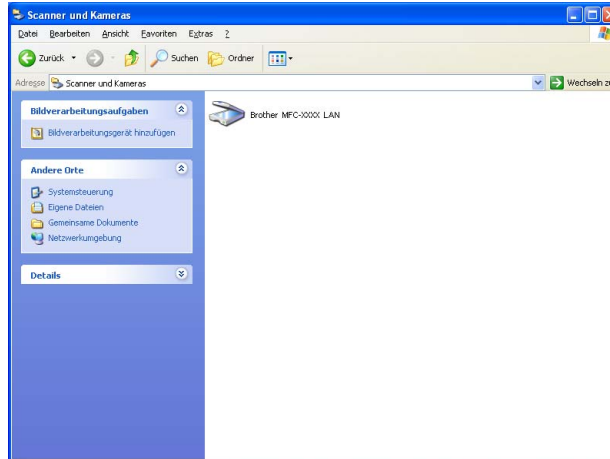 Scanner und Kameras
Datei Bearbeiten Ansicht Favoriten Extras ?
Zurück Suchen Ordner
Adresse Scanner und Kameras Wechseln zu
Bildverarbeitungsaufgaben
Bildverarbeitungsgerät hinzufügen
Andere Orte
Systemsteuerung
Eigene Dateien
Gemeinsame Dokumente
Netzwerkumgebung
Details
Brother MFC-XXXX LAN